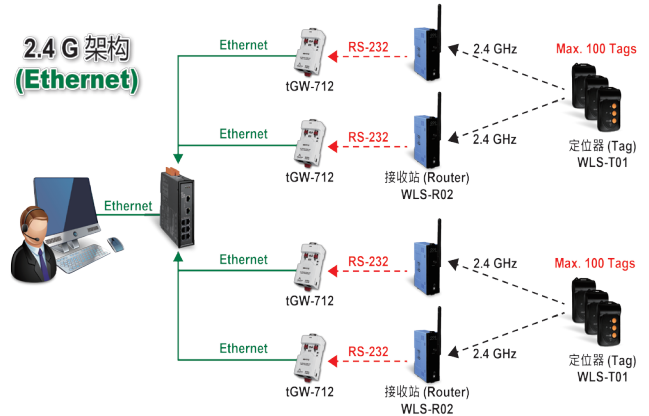 2.4 G 架构
(Ethernet)
Ethernet
RS-232
2.4 GHz
Max. 100 Tags
tGW-712
Ethernet
RS-232
2.4 GHz
定位器 (Tag)
WLS-T01
tGW-712
接收站 (Router)
WLS-R02
Ethernet
Ethernet
RS-232
2.4 GHz
Max. 100 Tags
tGW-712
Ethernet
RS-232
2.4 GHz
定位器 (Tag)
WLS-T01
tGW-712
接收站 (Router)
WLS-R02